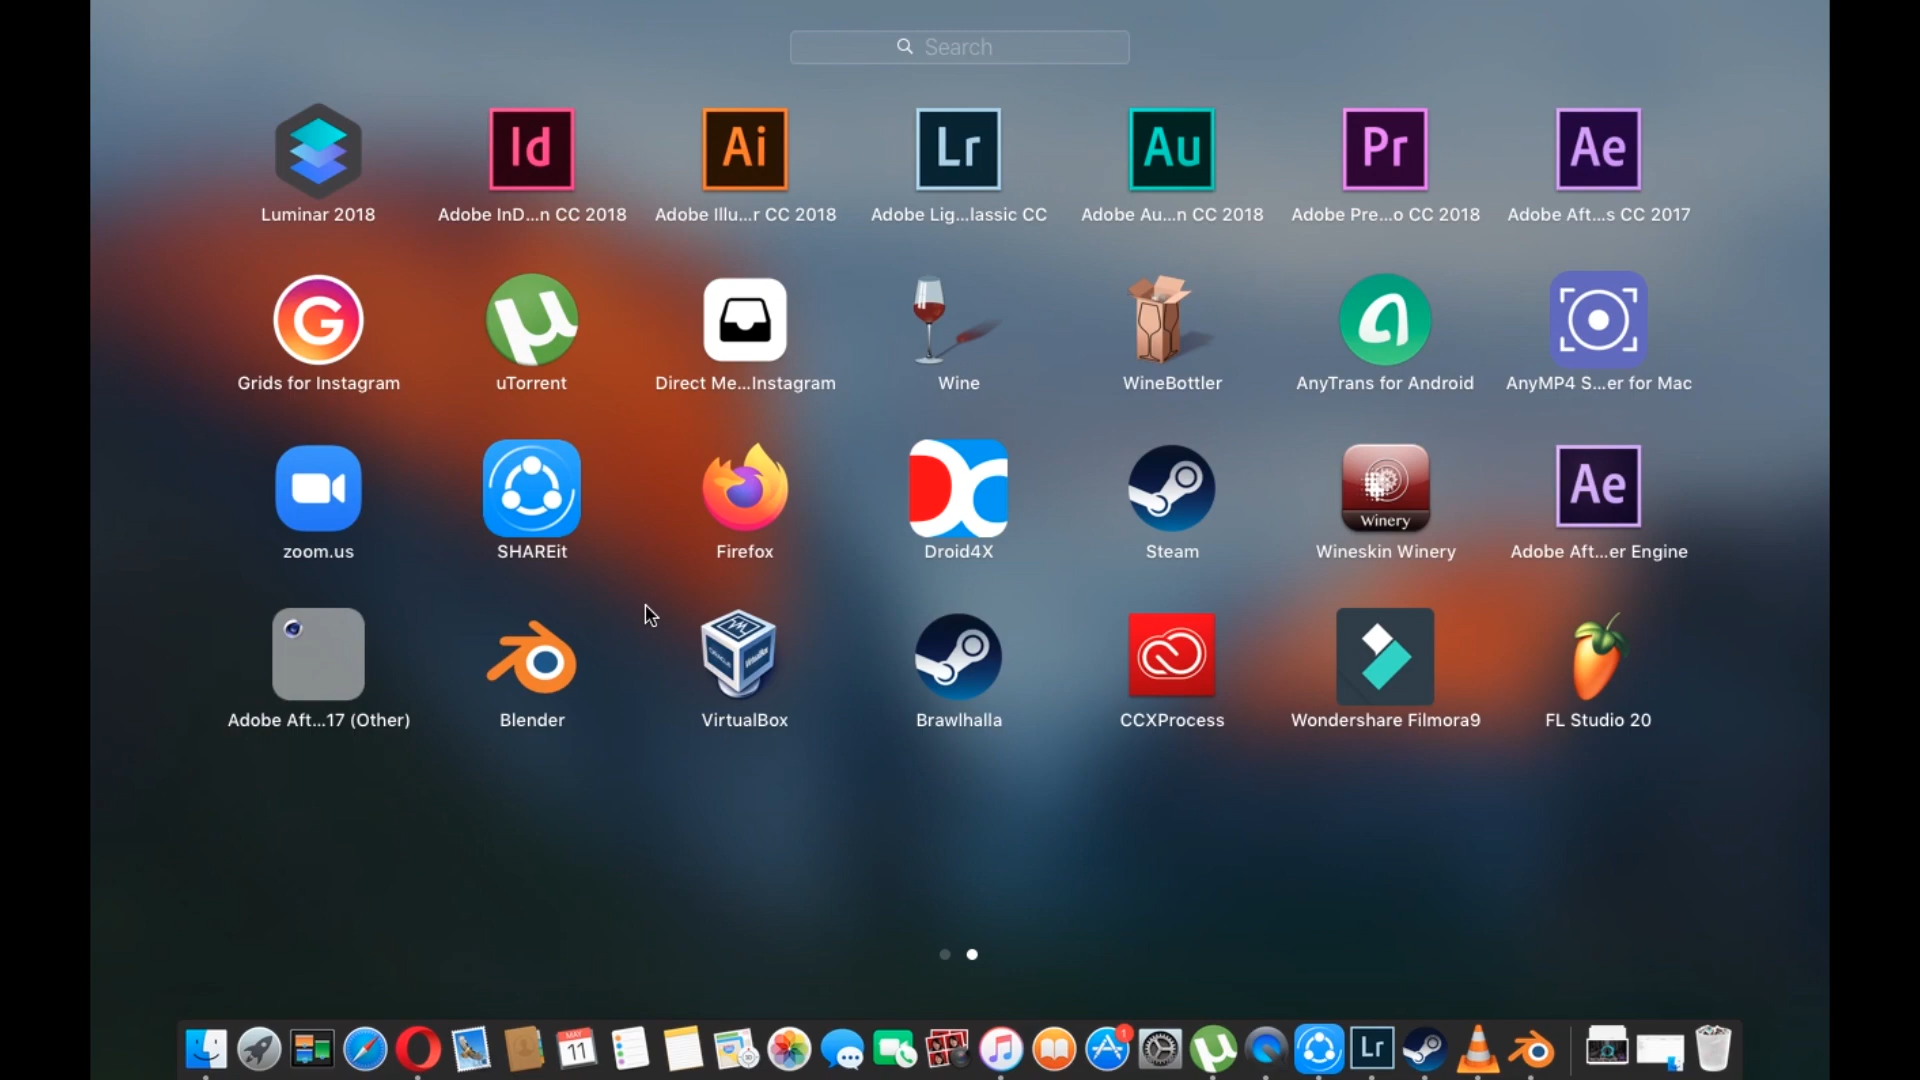 Search
Id
Ai
Lr
Au
Pr
Ae
Luminar 2018
Adobe InD...n CC 2018
Adobe Illu...r CC 2018
Adobe Lig...lassic CC
Adobe Au...n CC 2018
Adobe Pre...o CC 2018
Adobe Aft...s CC 2017
G
µ
Grids for Instagram
uTorrent
Direct Me...Instagram
Wine
WineBottler
AnyTrans for Android
AnyMP4 S...er for Mac
Winery
Ae
zoom.us
SHAREit
Firefox
Droid4X
Steam
Wineskin Winery
Adobe Aft...er Engine
VirtualBox
Adobe Aft...17 (Other)
Blender
VirtualBox
Brawlhalla
CCXProcess
Wondershare Filmora9
FL Studio 20
MAY
11
1
µ
Lr